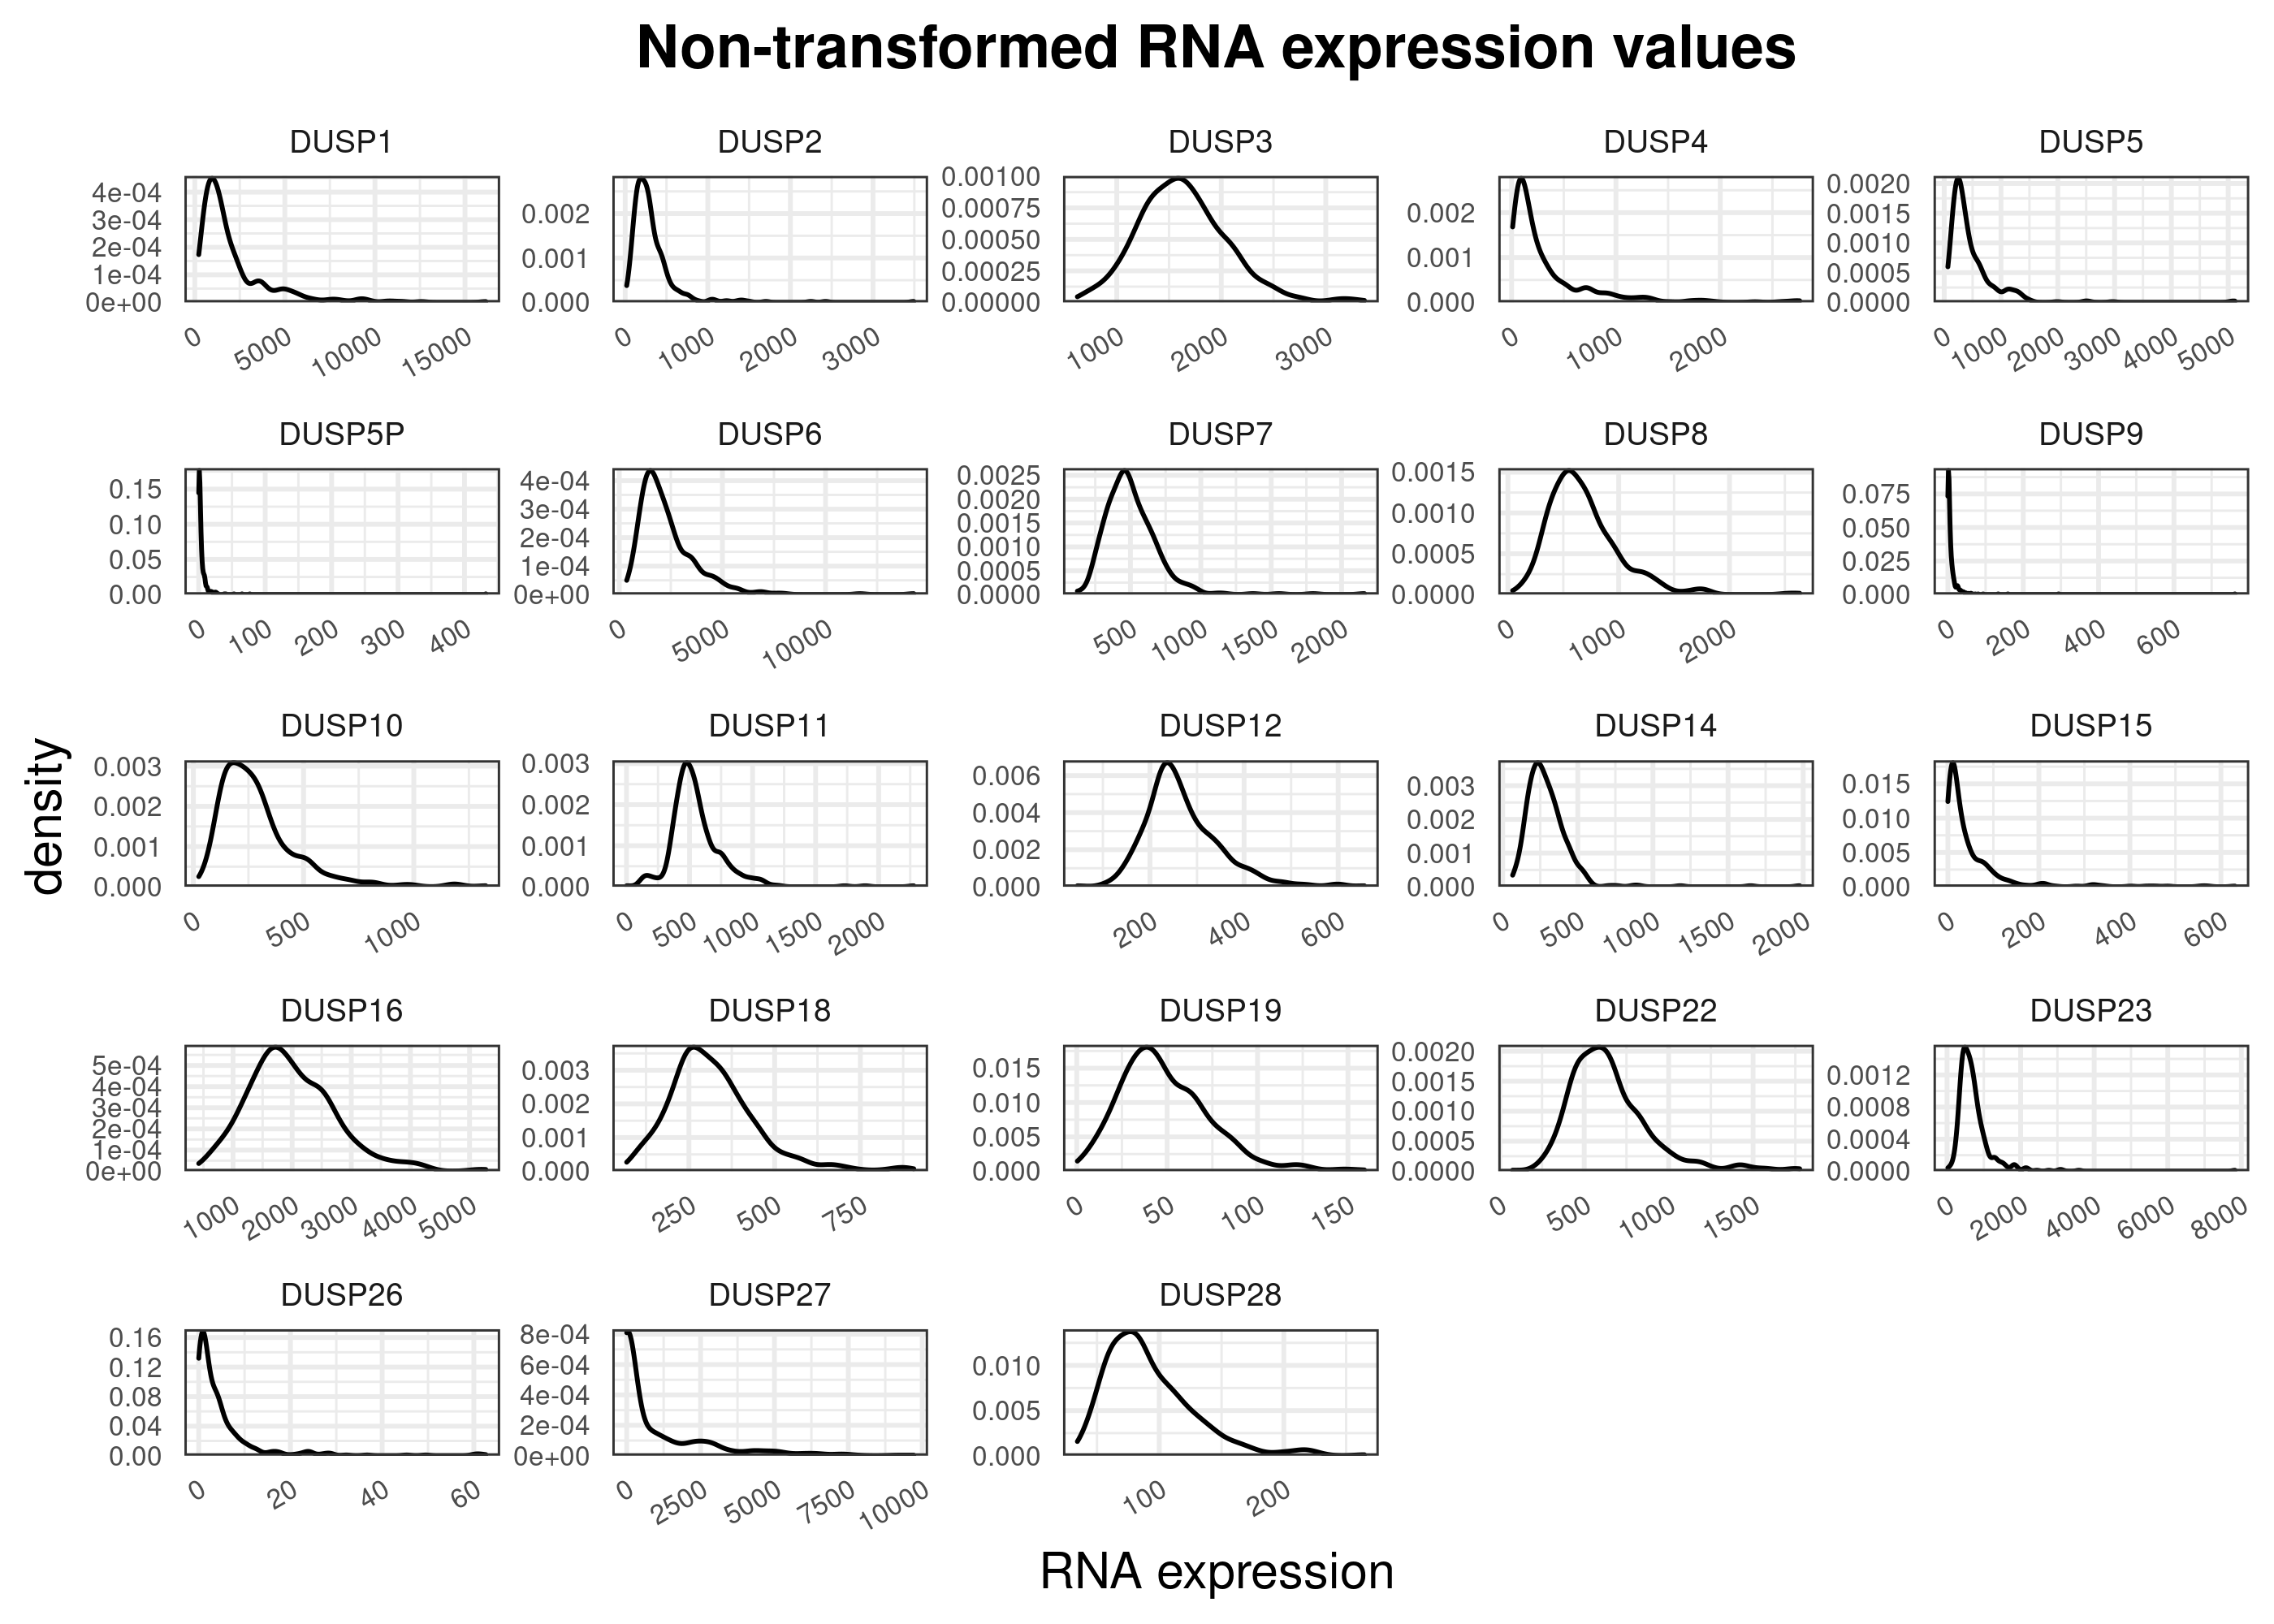 Non-transformed RNA expression values
DUSP1 DUSP2 DUSP3 DUSP4 DUSP5
4e-04
3e-04
2e-04
1e-04
0e+00
0 5000 10000 15000
0.002
0.001
0.000
0 1000 2000 3000
0.00100
0.00075
0.00050
0.00025
0.00000
1000 2000 3000
0.002
0.001
0.000
0 1000 2000
0.0020
0.0015
0.0010
0.0005
0.0000
0 1000 2000 3000 4000 5000
DUSP5P DUSP6 DUSP7 DUSP8 DUSP9
0.15
0.10
0.05
0.00
0 100 200 300 400
4e-04
3e-04
2e-04
1e-04
0e+00
0 5000 10000
0.0025
0.0020
0.0015
0.0010
0.0005
0.0000
500 1000 1500 2000
0.0015
0.0010
0.0005
0.0000
0 1000 2000
0.075
0.050
0.025
0.000
0 200 400 600
density
DUSP10 DUSP11 DUSP12 DUSP14 DUSP15
0.003
0.002
0.001
0.000
0 500 1000
0.003
0.002
0.001
0.000
0 500 1000 1500 2000
0.006
0.004
0.002
0.000
200 400 600
0.003
0.002
0.001
0.000
0 500 1000 1500 2000
0.015
0.010
0.005
0.000
0 200 400 600
DUSP16 DUSP18 DUSP19 DUSP22 DUSP23
5e-04
4e-04
3e-04
2e-04
1e-04
0e+00
1000 2000 3000 4000 5000
0.003
0.002
0.001
0.000
250 500 750
0.015
0.010
0.005
0.000
0 50 100 150
0.0020
0.0015
0.0010
0.0005
0.0000
0 500 1000 1500
0.0012
0.0008
0.0004
0.0000
0 2000 4000 6000 8000
DUSP26 DUSP27 DUSP28
0.16
0.12
0.08
0.04
0.00
0 20 40 60
8e-04
6e-04
4e-04
2e-04
0e+00
0 2500 5000 7500 10000
0.010
0.005
0.000
100 200
RNA expression